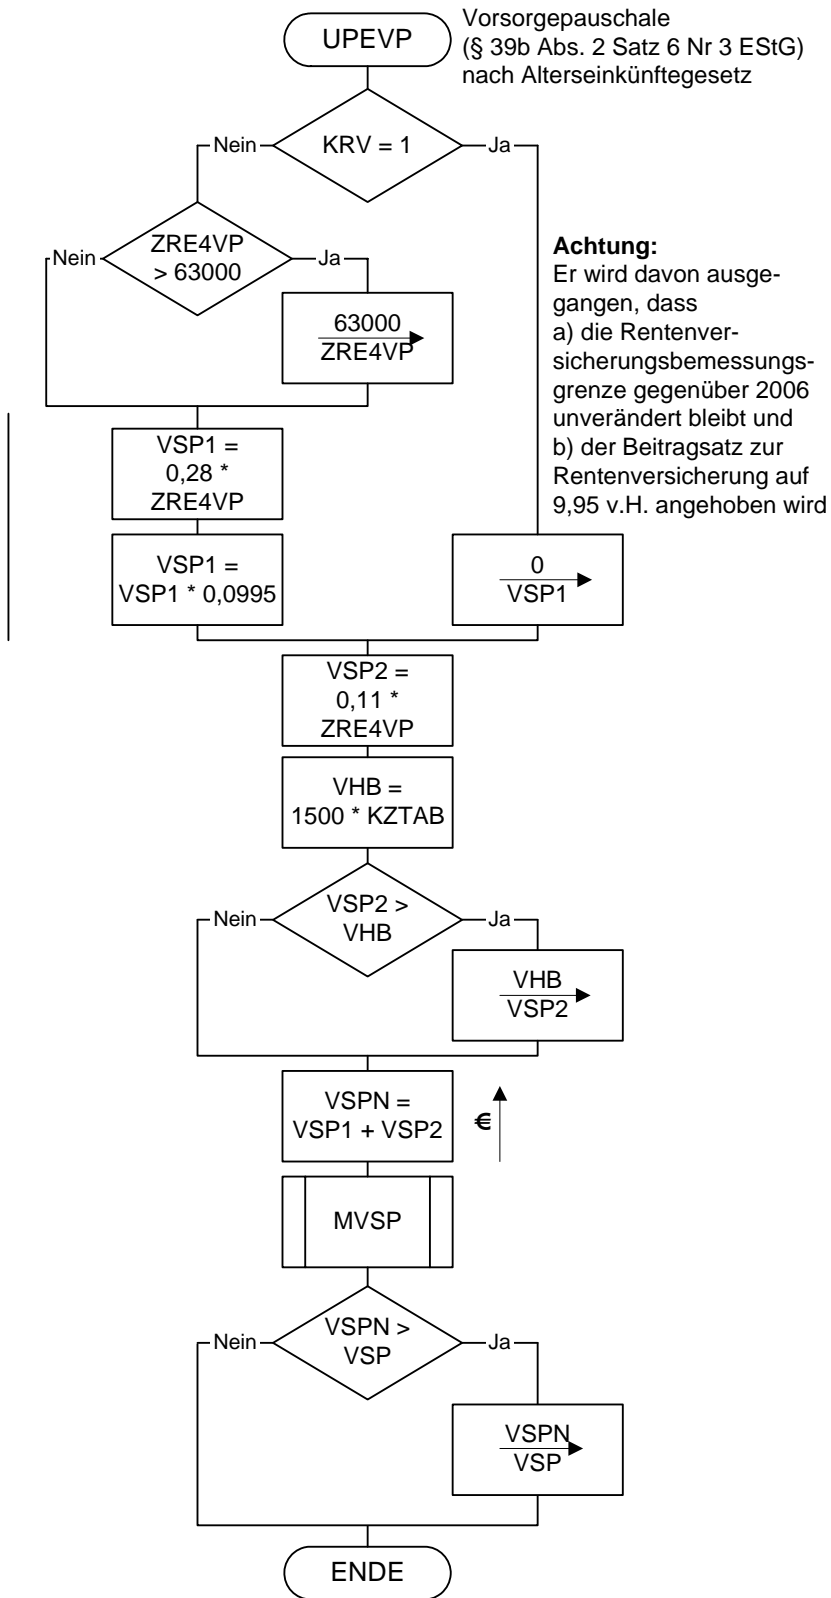 UPEVP
Vorsorgepauschale
(§ 39b Abs. 2 Satz 6 Nr 3 EStG)
nach Alterseinkünftegesetz
Nein
KRV = 1
Ja
Nein
ZRE4VP
> 63000
Ja
63000
ZRE4VP
Achtung:
Er wird davon ausge-
gangen, dass
a) die Rentenver-
sicherungsbemessungs-
grenze gegenüber 2006
unverändert bleibt und
b) der Beitragsatz zur
Rentenversicherung auf
9,95 v.H. angehoben wird
VSP1 =
0,28 *
ZRE4VP
VSP1 =
VSP1 * 0,0995
0
VSP1
VSP2 =
0,11 *
ZRE4VP
VHB =
1500 * KZTAB
Nein
VSP2 >
VHB
Ja
VHB
VSP2
VSPN =
VSP1 + VSP2
€
MVSP
Nein
VSPN >
VSP
Ja
VSPN
VSP
ENDE